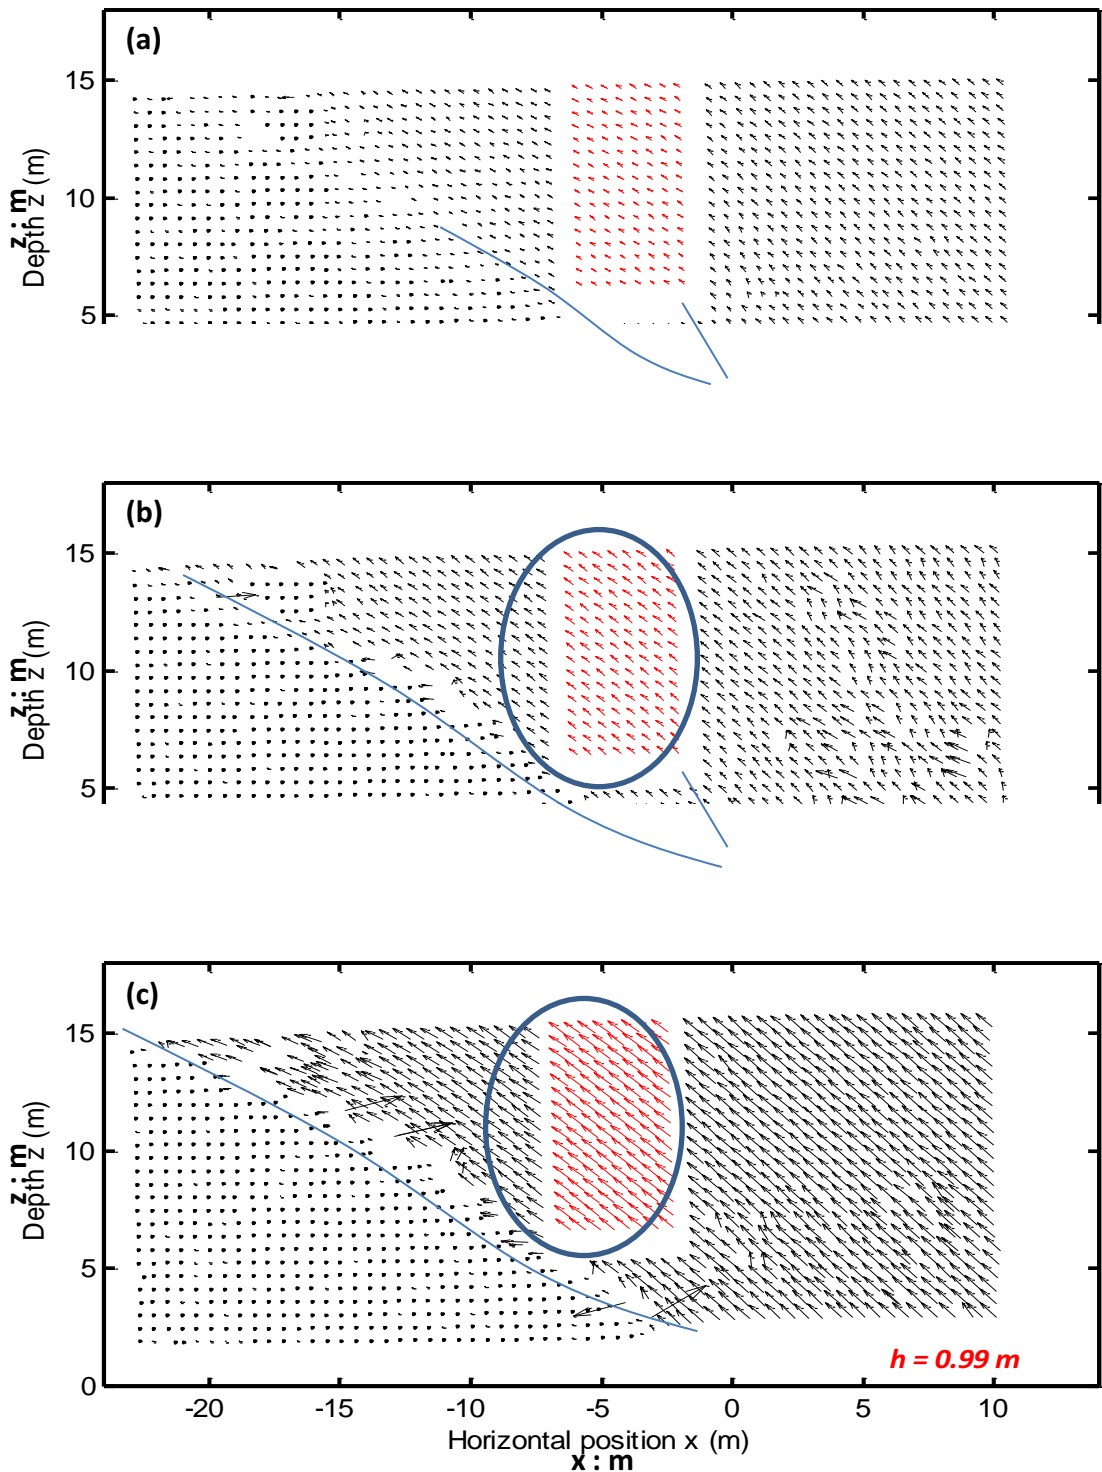 (a)
15
10
5
Depth z (m)
z : m
(b)
15
10
5
Depth z (m)
z : m
(c)
15
10
5
0
Depth z (m)
z : m
h = 0.99 m
-20 -15 -10 -5 0 5 10
Horizontal position x (m)
x : m